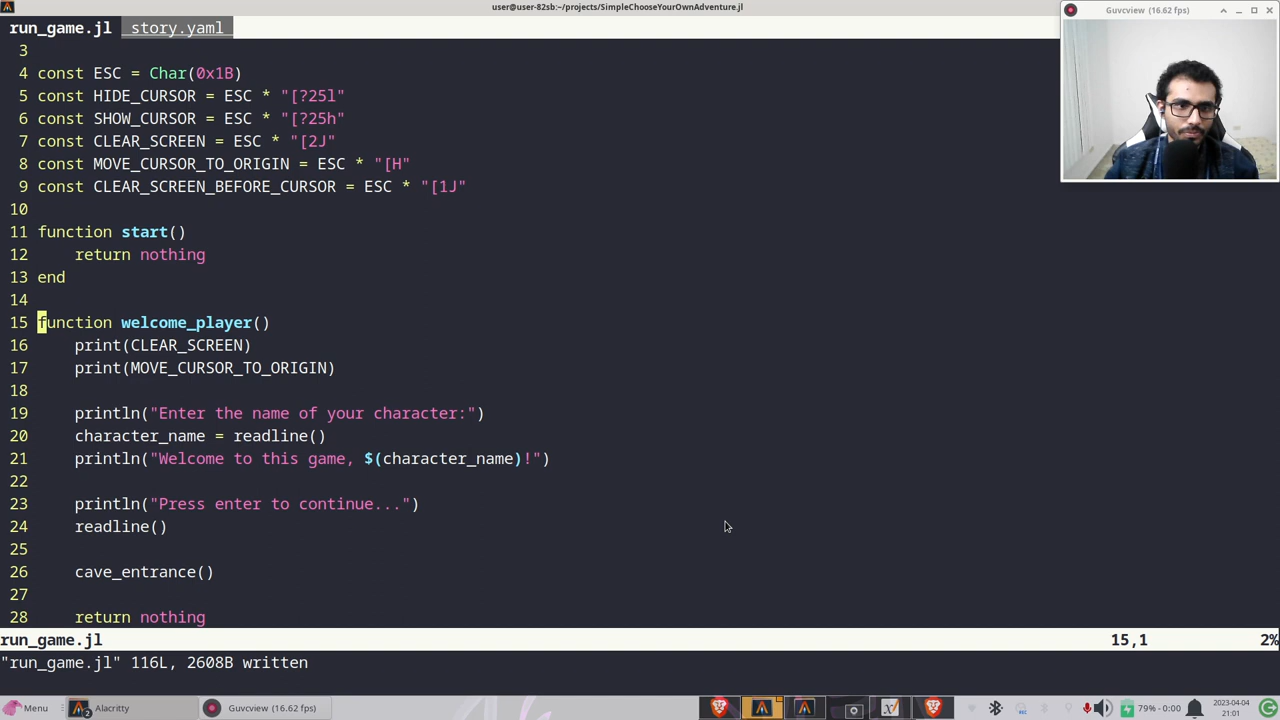 user@user-82sb:~/projects/SimpleChooseYourOwnAdventure.jl
Guvcview (16.62 fps)
run_game.jl story.yaml
3
4 const ESC = Char(0x1B)
5 const HIDE_CURSOR = ESC * "[?25l"
6 const SHOW_CURSOR = ESC * "[?25h"
7 const CLEAR_SCREEN = ESC * "[2J"
8 const MOVE_CURSOR_TO_ORIGIN = ESC * "[H"
9 const CLEAR_SCREEN_BEFORE_CURSOR = ESC * "[1J"
10
11 function start()
12     return nothing
13 end
14
15 function welcome_player()
16     print(CLEAR_SCREEN)
17     print(MOVE_CURSOR_TO_ORIGIN)
18
19     println("Enter the name of your character:")
20     character_name = readline()
21     println("Welcome to this game, $(character_name)!")
22
23     println("Press enter to continue...")
24     readline()
25
26     cave_entrance()
27
28     return nothing
run_game.jl 15,1 2%
"run_game.jl" 116L, 2608B written
Menu Alacritty Guvcview (16.62 fps) 79% - 0:00 2023-04-04
21:01